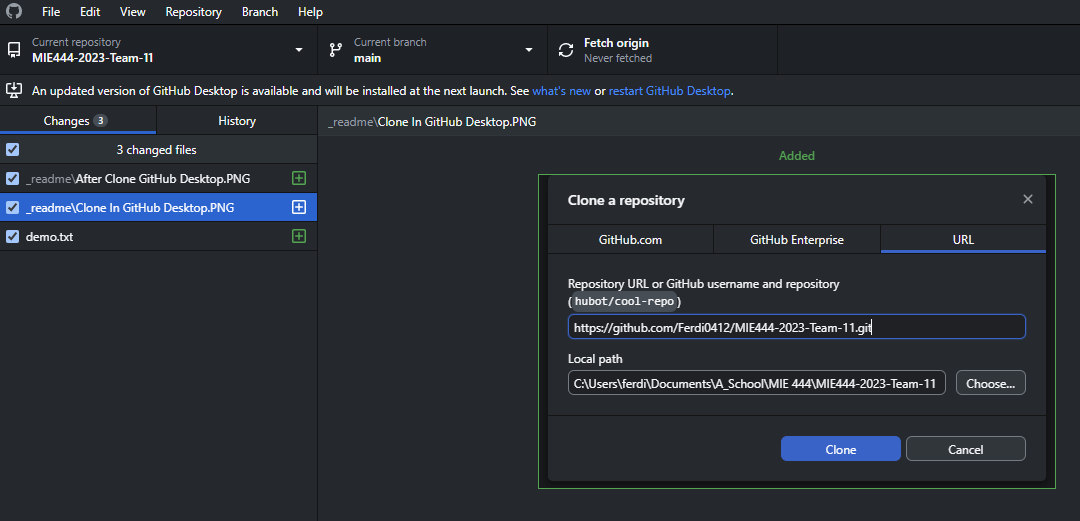 File Edit View Repository Branch Help
Current repository
MIE444-2023-Team-11
Current branch
main
Fetch origin
Never fetched
An updated version of GitHub Desktop is available and will be installed at the next launch. See what's new or restart GitHub Desktop.
Changes 3
History
3 changed files
_readme\After Clone GitHub Desktop.PNG
_readme\Clone In GitHub Desktop.PNG
demo.txt
_readme\Clone In GitHub Desktop.PNG
Added
Clone a repository
GitHub.com GitHub Enterprise URL
Repository URL or GitHub username and repository
(hubot/cool-repo)
https://github.com/Ferdi0412/MIE444-2023-Team-11.git
Local path
C:\Users\ferdi\Documents\A_School\MIE 444\MIE444-2023-Team-11
Choose...
Clone Cancel